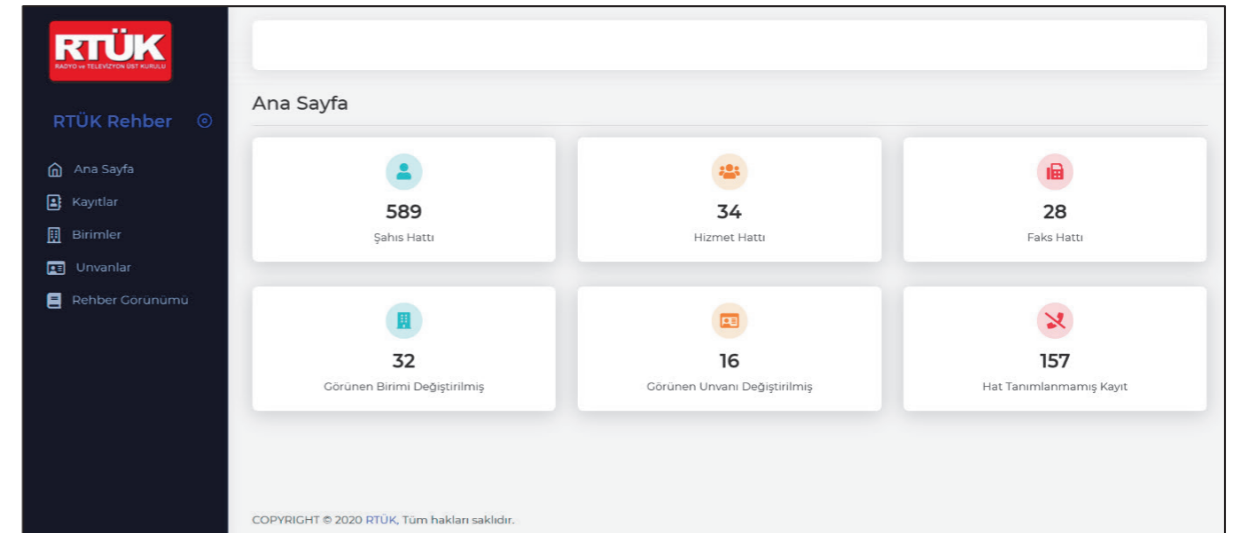 RTÜK
RADYO ve TELEVİZYON ÜST KURULU
RTÜK Rehber
Ana Sayfa
Kayıtlar
Birimler
Unvanlar
Rehber Görünümü
Ana Sayfa
589
Şahıs Hattı
34
Hizmet Hattı
28
Faks Hattı
32
Görünen Birimi Değiştirilmiş
16
Görünen Unvanı Değiştirilmiş
157
Hat Tanımlanmamış Kayıt
COPYRIGHT © 2020 RTÜK, Tüm hakları saklıdır.